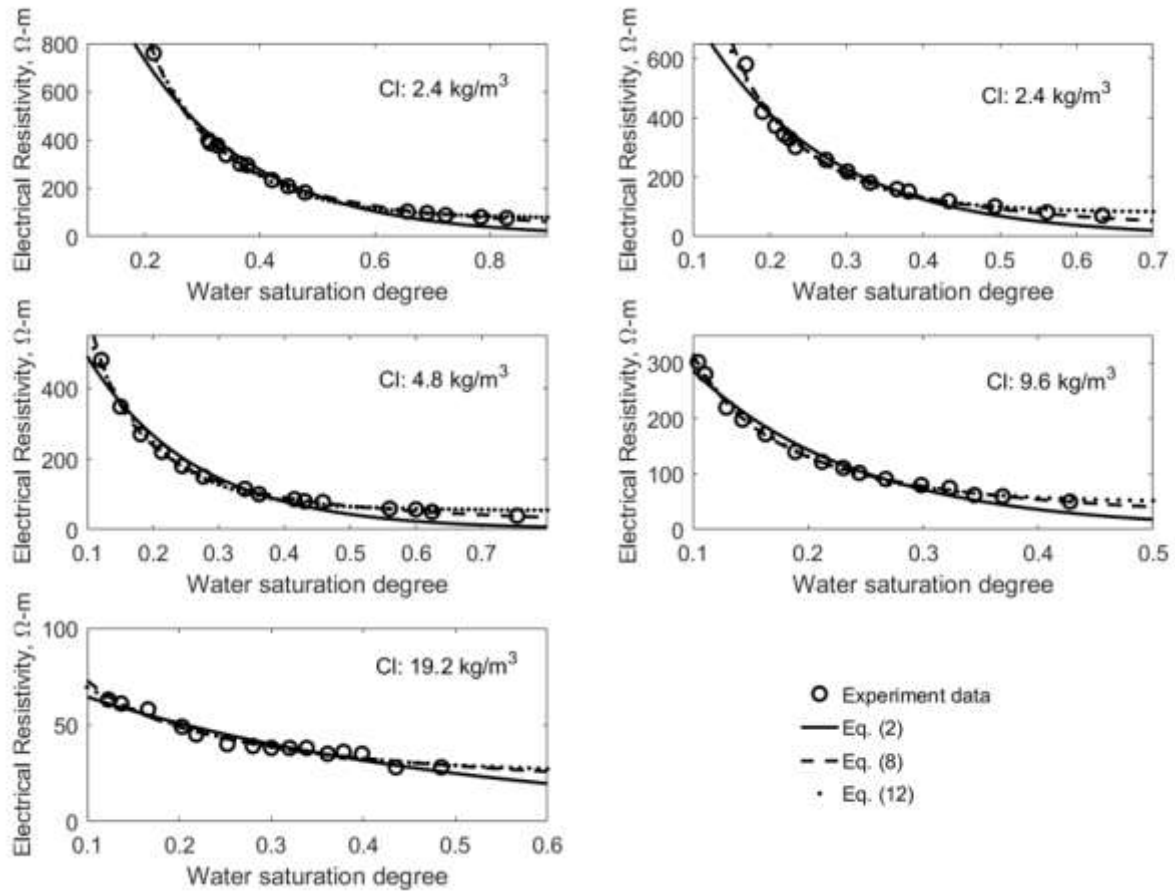 Electrical Resistivity, Ω-m
800
600
400
200
0
Cl: 2.4 kg/m³
0.2 0.4 0.6 0.8
Water saturation degree
Electrical Resistivity, Ω-m
600
400
200
0
Cl: 2.4 kg/m³
0.1 0.2 0.3 0.4 0.5 0.6 0.7
Water saturation degree
Electrical Resistivity, Ω-m
400
200
0
Cl: 4.8 kg/m³
0.1 0.2 0.3 0.4 0.5 0.6 0.7
Water saturation degree
Electrical Resistivity, Ω-m
300
200
100
0
Cl: 9.6 kg/m³
0.1 0.2 0.3 0.4 0.5
Water saturation degree
Electrical Resistivity, Ω-m
100
50
0
Cl: 19.2 kg/m³
0.1 0.2 0.3 0.4 0.5 0.6
Water saturation degree
Experiment data
Eq. (2)
Eq. (8)
Eq. (12)